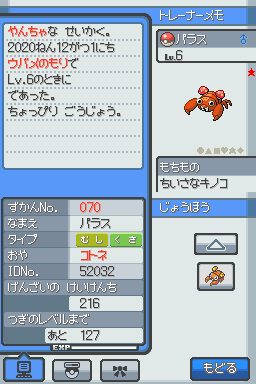 やんちゃな せいかく。
2020ねん12がつ1にち
ウバメのもりで
Lv.6のときに
であった。
ちょっぴり ごうじょう。
トレーナーメモ
パラス ♂
Lv.6
もちもの
ちいさなキノコ
ずかんNo. 070
なまえ パラス
タイプ むし くさ
おや コトネ
IDNo. 52032
げんざいの けいけんち
216
つぎのレベルまで
あと 127
EXP
じょうほう
もどる